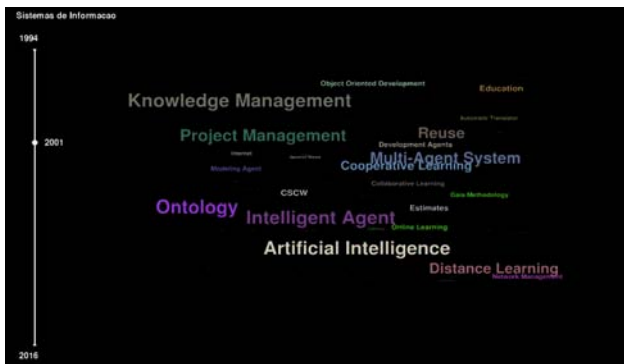 Sistemas de Informacao
1994
Object Oriented Development
Education
Knowledge Management
Automatic Translator
Reuse
Project Management
2001
Development Agents
Internet
Multi-Agent System
Cooperative Learning
Modeling Agent
Collaborative Learning
CSCW
Gaia Methodology
Ontology
Estimates
Intelligent Agent
Online Learning
Artificial Intelligence
Distance Learning
Network Management
2016